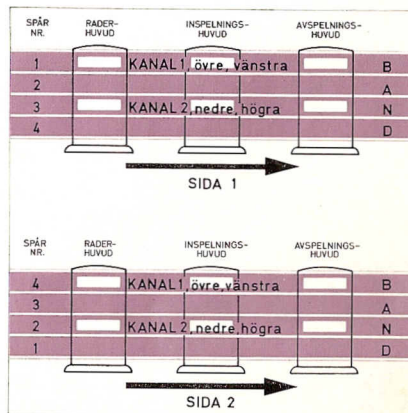 SPÅR NR. RADER-HUVUD INSPELNINGS-HUVUD AVSPELNINGS-HUVUD
1 KANAL 1, övre, vänstra B
2 A
3 KANAL 2, nedre, högra N
4 D
SIDA 1
SPÅR NR. RADER-HUVUD INSPELNINGS-HUVUD AVSPELNINGS-HUVUD
4 KANAL 1, övre, vänstra B
3 A
2 KANAL 2, nedre, högra N
1 D
SIDA 2